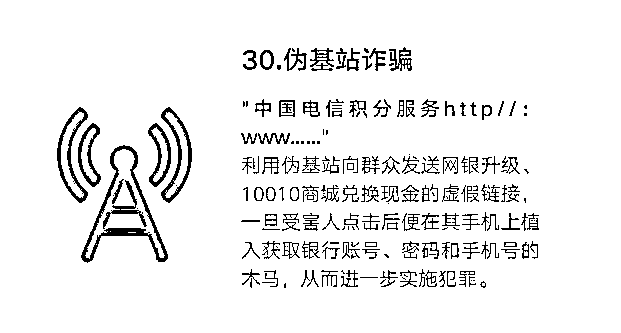 30.伪基站诈骗
"中国电信积分服务http//：
www......"
利用伪基站向群众发送网银升级、
10010商城兑换现金的虚假链接，
一旦受害人点击后便在其手机上植
入获取银行账号、密码和手机号的
木马，从而进一步实施犯罪。